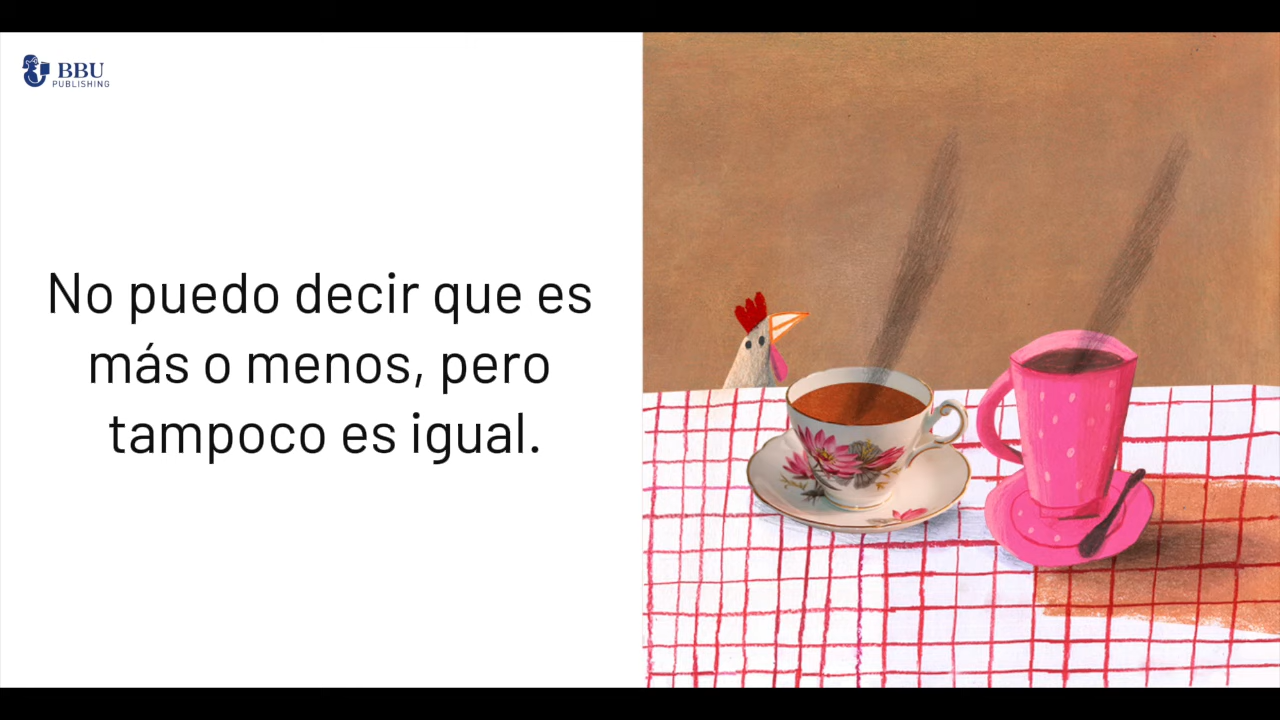 BBU
PUBLISHING
No puedo decir que es
más o menos, pero
tampoco es igual.